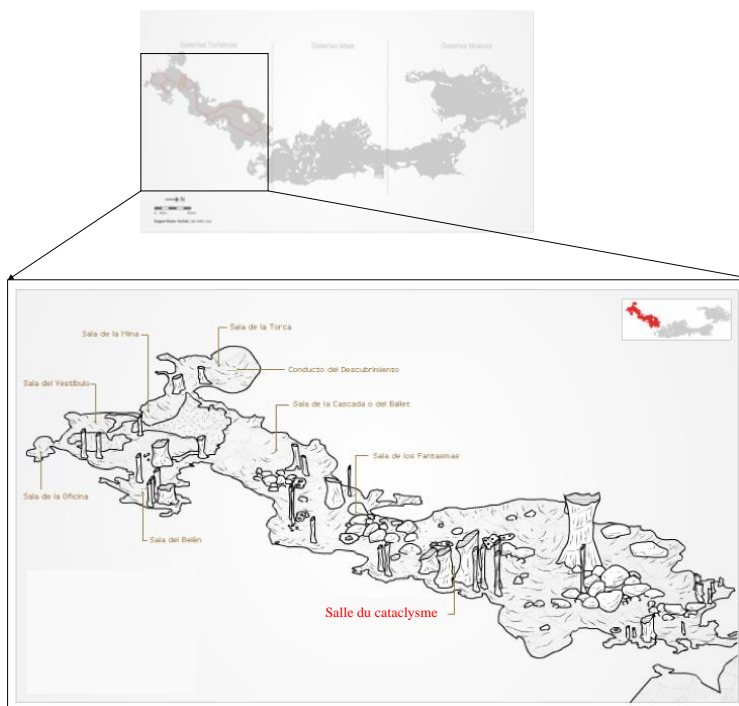 Galerías Turísticas
Galerías Altas
Galerías Nuevas
N
Sala de la Torca
Sala de la Mina
Conducto del Descubrimiento
Sala del Vestíbulo
Sala de la Cascada o del Ballet
Sala de los Fantasmas
Sala de la Oficina
Sala del Belén
Salle du cataclysme